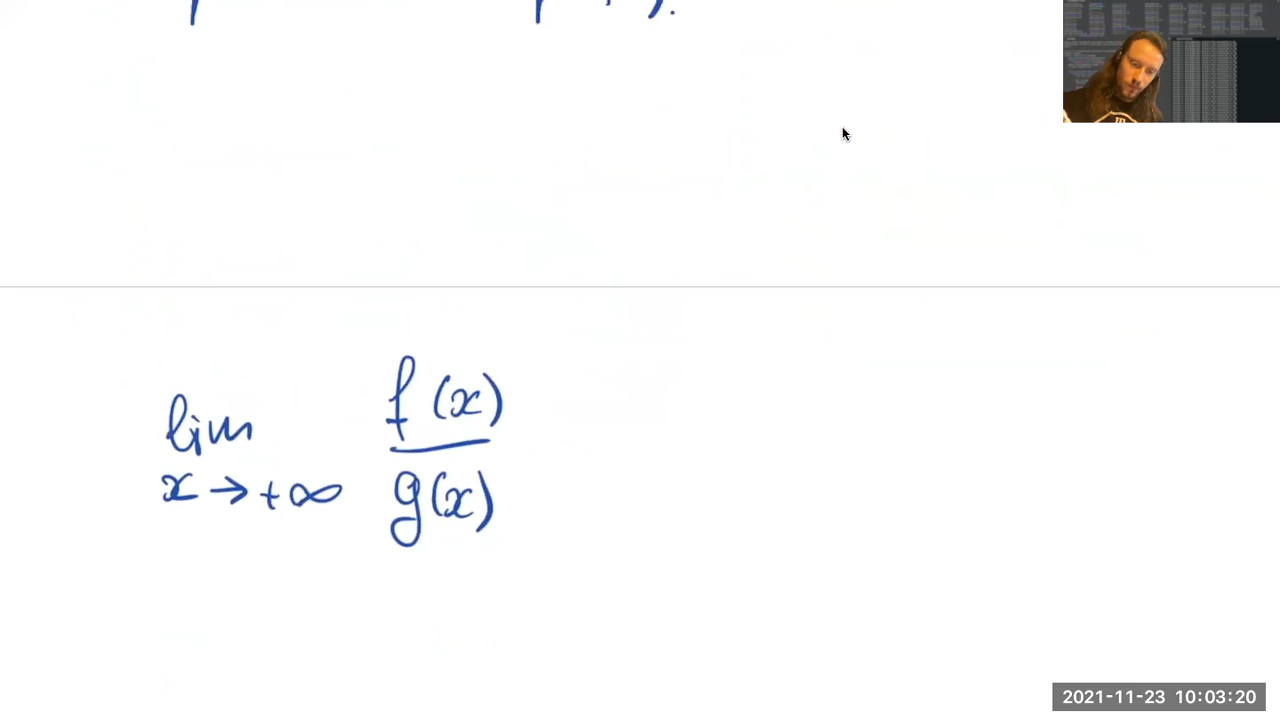 lim f(x)
x → +∞ g(x)
2021-11-23 10:03:20